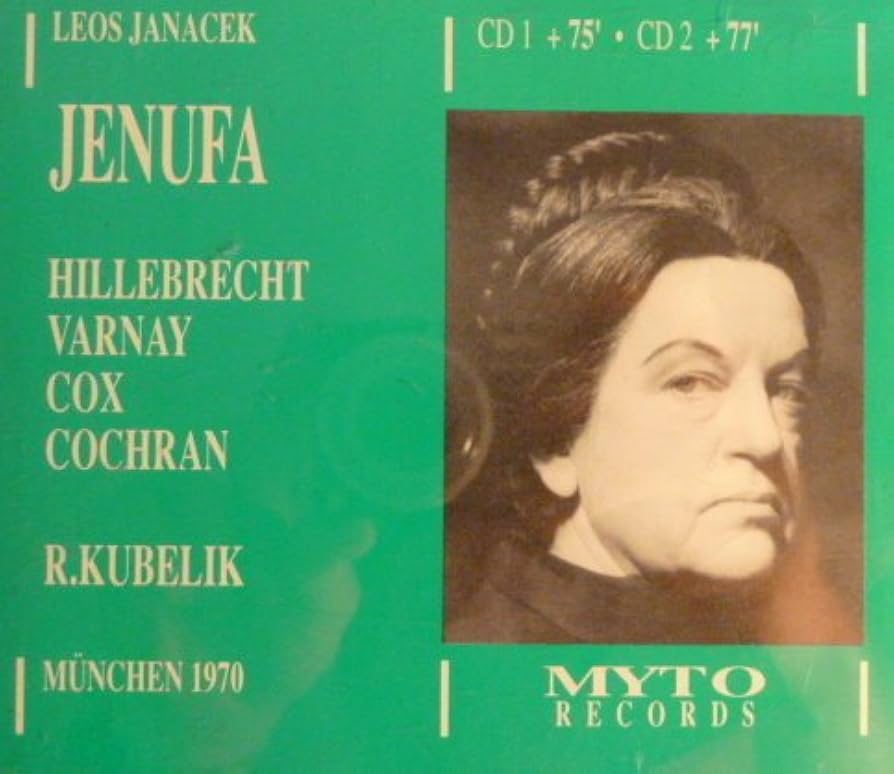 LEOS JANACEK
CD 1 + 75' • CD 2 + 77'
JENUFA
HILLEBRECHT
VARNAY
COX
COCHRAN
R.KUBELIK
MÜNCHEN 1970
MYTO
RECORDS